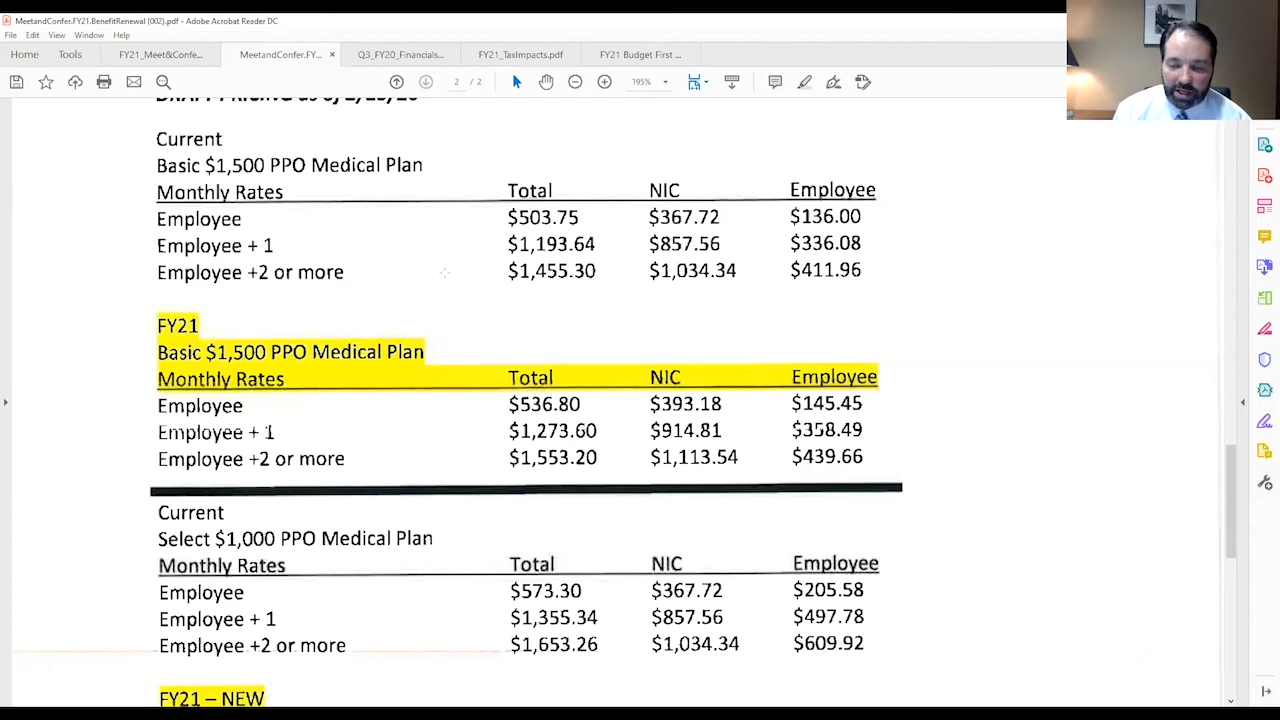 MeetandConfer.FY21.BenefitRenewal (002).pdf - Adobe Acrobat Reader DC
File Edit View Window Help
Home Tools FY21_Meet&Confe... MeetandConfer.FY... × Q3_FY20_Financials... FY21_TaxImpacts.pdf FY21 Budget First ...
2 / 2 195%
Current
Basic $1,500 PPO Medical Plan
Monthly Rates Total NIC Employee
Employee $503.75 $367.72 $136.00
Employee + 1 $1,193.64 $857.56 $336.08
Employee +2 or more $1,455.30 $1,034.34 $411.96
FY21
Basic $1,500 PPO Medical Plan
Monthly Rates Total NIC Employee
Employee $536.80 $393.18 $145.45
Employee + 1 $1,273.60 $914.81 $358.49
Employee +2 or more $1,553.20 $1,113.54 $439.66
Current
Select $1,000 PPO Medical Plan
Monthly Rates Total NIC Employee
Employee $573.30 $367.72 $205.58
Employee + 1 $1,355.34 $857.56 $497.78
Employee +2 or more $1,653.26 $1,034.34 $609.92
FY21 – NEW